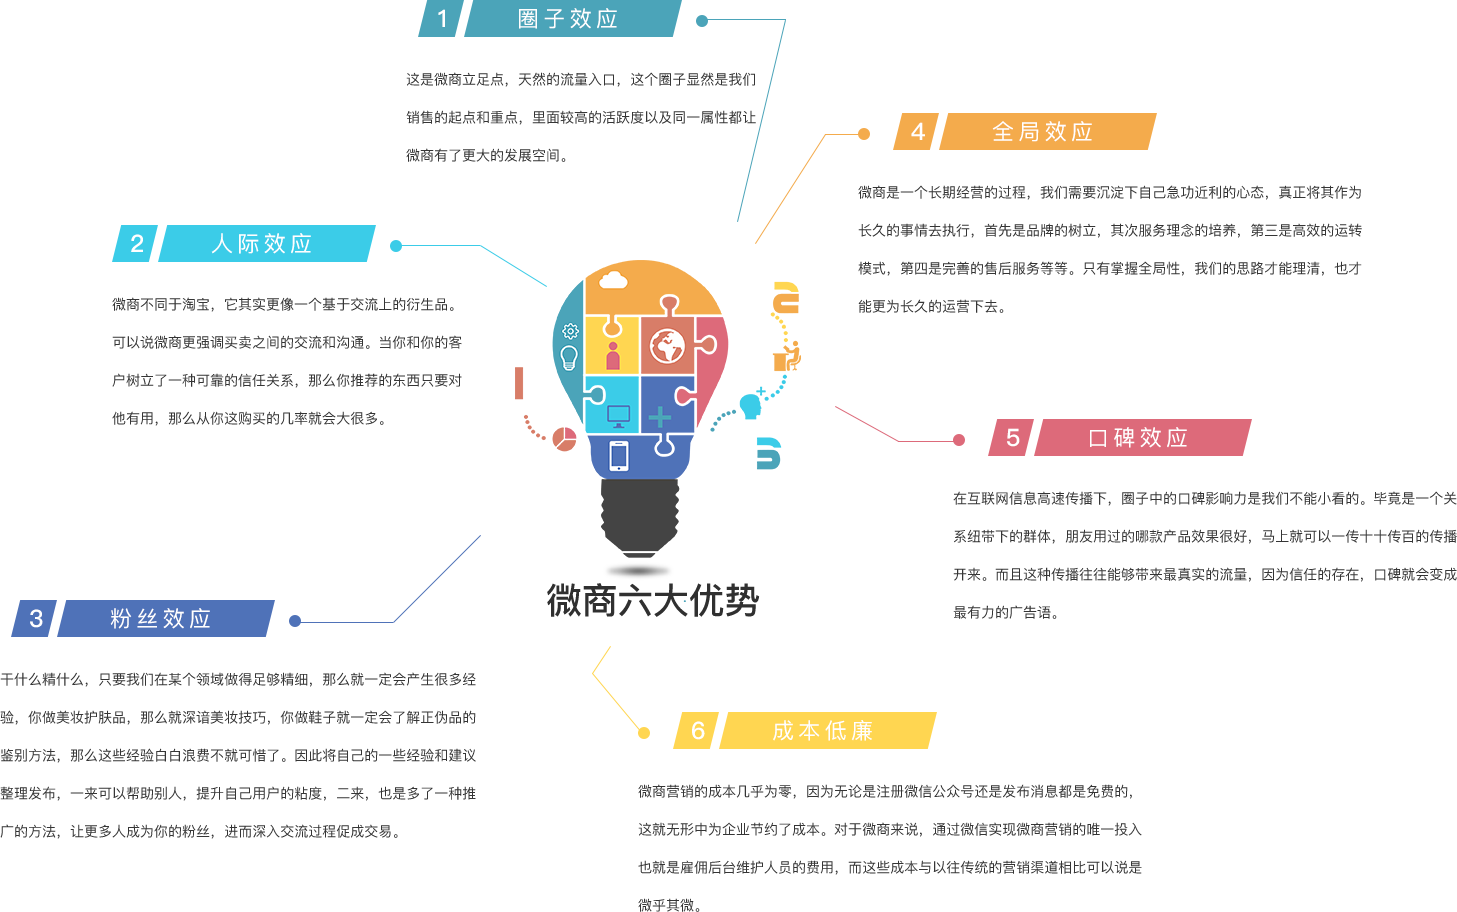 1 圈子效应
这是微商立足点，天然的流量入口，这个圈子显然是我们
销售的起点和重点，里面较高的活跃度以及同一属性都让
微商有了更大的发展空间。
2 人际效应
微商不同于淘宝，它其实更像一个基于交流上的衍生品。
可以说微商更强调买卖之间的交流和沟通。当你和你的客
户树立了一种可靠的信任关系，那么你推荐的东西只要对
他有用，那么从你这购买的几率就会大很多。
3 粉丝效应
干什么精什么，只要我们在某个领域做得足够精细，那么就一定会产生很多经
验，你做美妆护肤品，那么就深谙美妆技巧，你做鞋子就一定会了解正伪品的
鉴别方法，那么这些经验白白浪费不就可惜了。因此将自己的一些经验和建议
整理发布，一来可以帮助别人，提升自己用户的粘度，二来，也是多了一种推
广的方法，让更多人成为你的粉丝，进而深入交流过程促成交易。
4 全局效应
微商是一个长期经营的过程，我们需要沉淀下自己急功近利的心态，真正将其作为
长久的事情去执行，首先是品牌的树立，其次服务理念的培养，第三是高效的运转
模式，第四是完善的售后服务等等。只有掌握全局性，我们的思路才能理清，也才
能更为长久的运营下去。
5 口碑效应
在互联网信息高速传播下，圈子中的口碑影响力是我们不能小看的。毕竟是一个关
系纽带下的群体，朋友用过的哪款产品效果很好，马上就可以一传十十传百的传播
开来。而且这种传播往往能够带来最真实的流量，因为信任的存在，口碑就会变成
最有力的广告语。
微商六大优势
6 成本低廉
微商营销的成本几乎为零，因为无论是注册微信公众号还是发布消息都是免费的，
这就无形中为企业节约了成本。对于微商来说，通过微信实现微商营销的唯一投入
也就是雇佣后台维护人员的费用，而这些成本与以往传统的营销渠道相比可以说是
微乎其微。